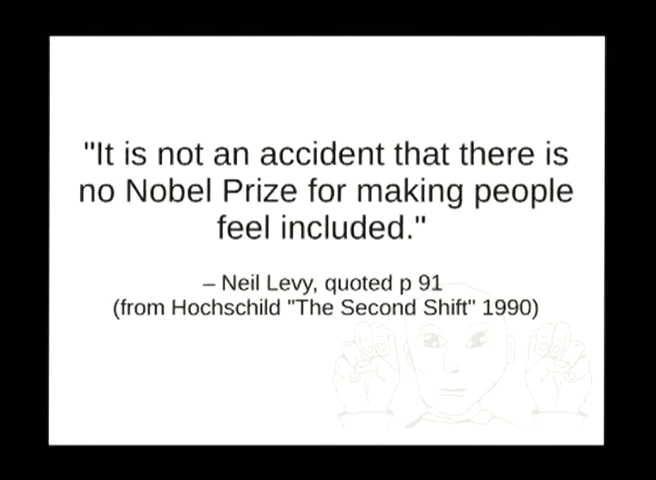 "It is not an accident that there is
no Nobel Prize for making people
feel included."
– Neil Levy, quoted p 91
(from Hochschild "The Second Shift" 1990)